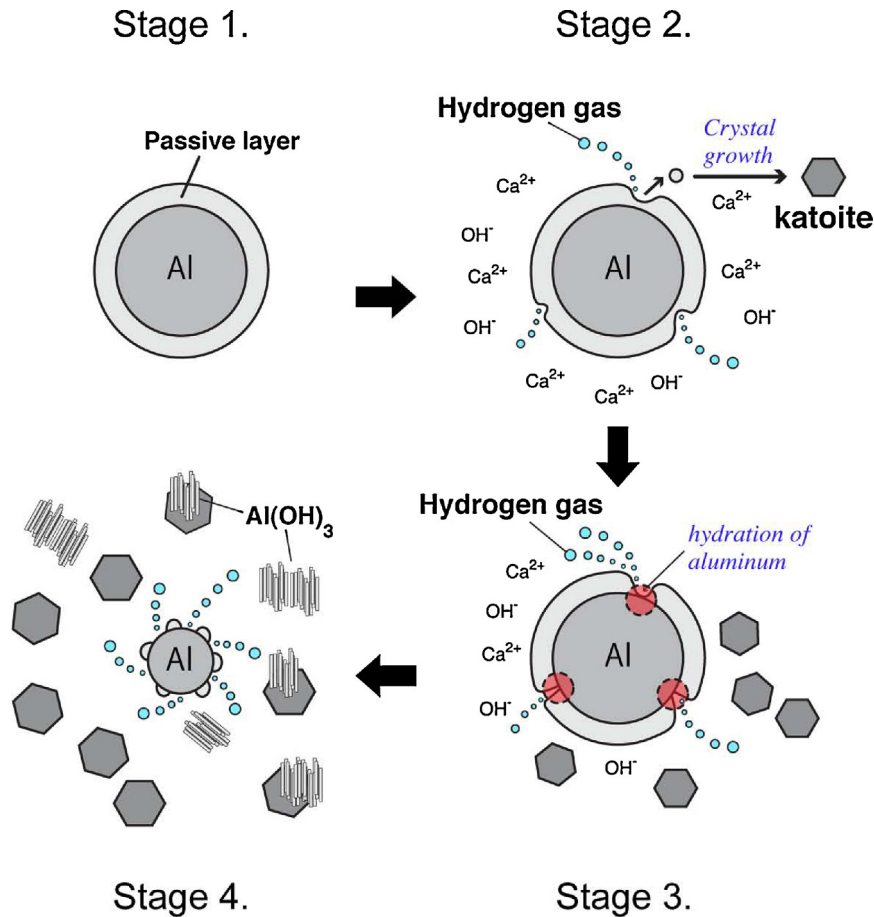 Stage 1.
Stage 2.
Passive layer
Al
Hydrogen gas
Crystal
growth
katoite
Ca²⁺
Ca²⁺
OH⁻
Ca²⁺
Al
Ca²⁺
OH⁻
OH⁻
Ca²⁺
OH⁻
Ca²⁺
Al(OH)₃
Al
Hydrogen gas
hydration of
aluminum
Ca²⁺
OH⁻
Ca²⁺
Al
OH⁻
OH⁻
Stage 4.
Stage 3.